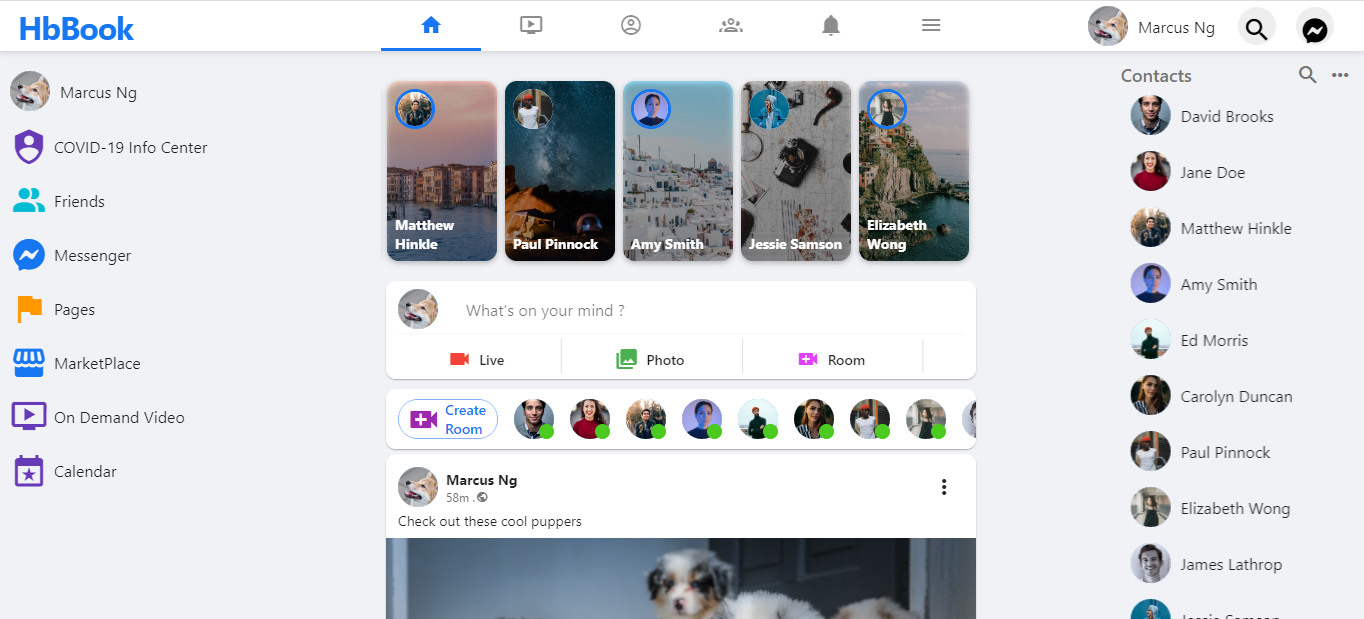 HbBook
Marcus Ng
Marcus Ng
COVID-19 Info Center
Friends
Messenger
Pages
MarketPlace
On Demand Video
Calendar
Matthew
Hinkle
Paul Pinnock
Amy Smith
Jessie Samson
Elizabeth
Wong
What's on your mind ?
Live
Photo
Room
Create
Room
Marcus Ng
58m .
Check out these cool puppers
Contacts
David Brooks
Jane Doe
Matthew Hinkle
Amy Smith
Ed Morris
Carolyn Duncan
Paul Pinnock
Elizabeth Wong
James Lathrop
Jessie Samson